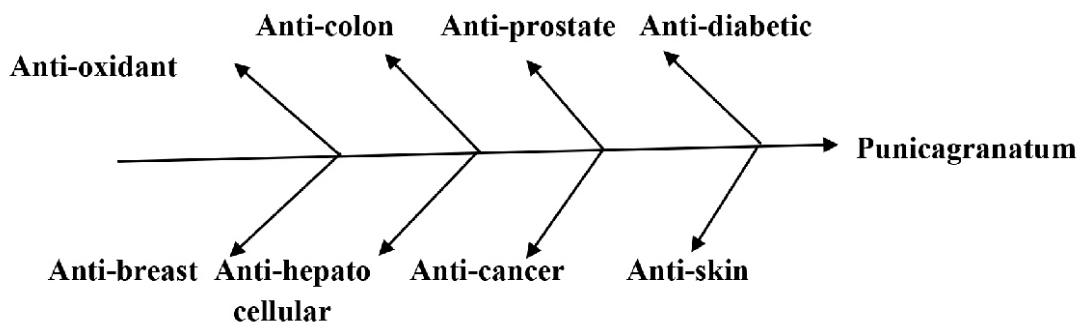 Anti-colon Anti-prostate Anti-diabetic
Anti-oxidant
Punicagranatum
Anti-breast Anti-hepato Anti-cancer Anti-skin
cellular